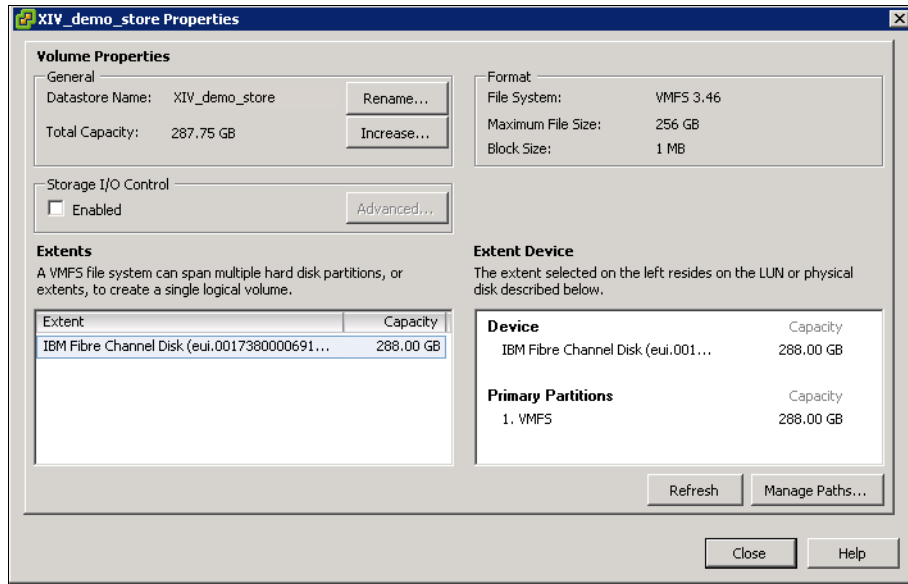 XIV_demo_store Properties
Volume Properties
General
Datastore Name: XIV_demo_store Rename...
Total Capacity: 287.75 GB Increase...
Format
File System: VMFS 3.46
Maximum File Size: 256 GB
Block Size: 1 MB
Storage I/O Control
Enabled Advanced...
Extents
A VMFS file system can span multiple hard disk partitions, or
extents, to create a single logical volume.
Extent Capacity
IBM Fibre Channel Disk (eui.0017380000691... 288.00 GB
Extent Device
The extent selected on the left resides on the LUN or physical
disk described below.
Device Capacity
IBM Fibre Channel Disk (eui.001... 288.00 GB
Primary Partitions Capacity
1. VMFS 288.00 GB
Refresh Manage Paths...
Close Help